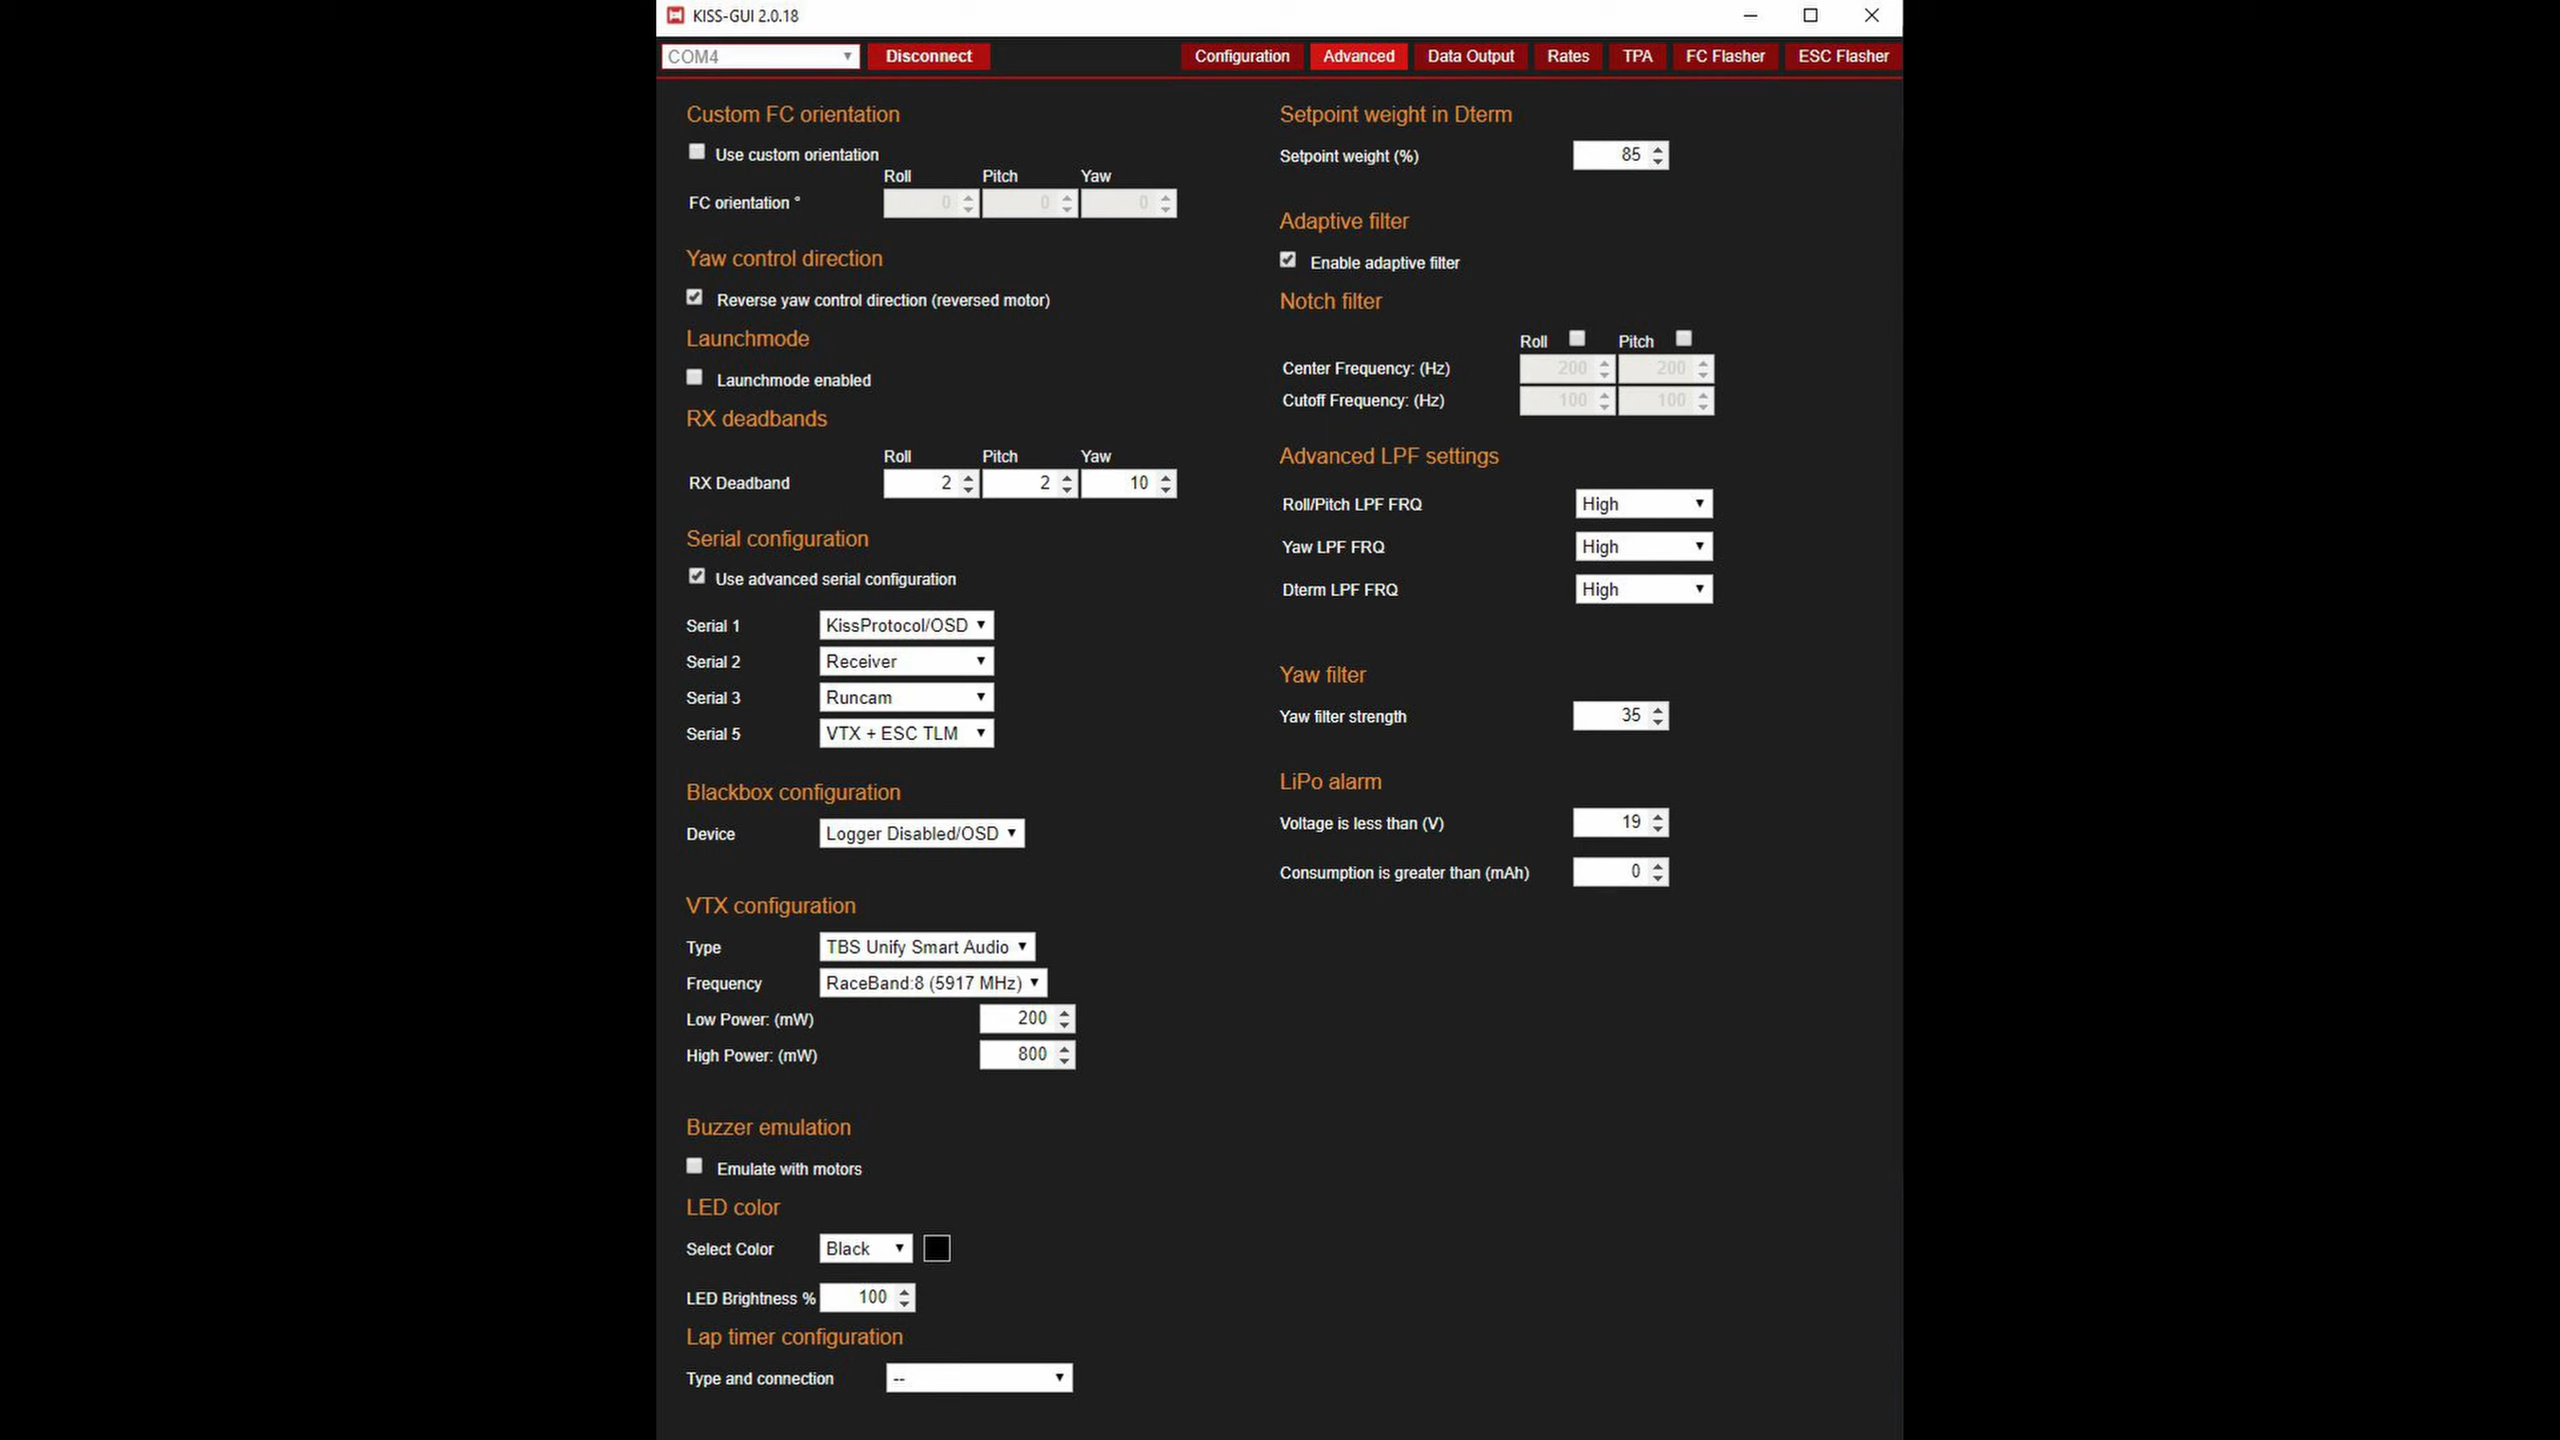 KISS-GUI 2.0.18
COM4
Disconnect
Configuration
Advanced
Data Output
Rates
TPA
FC Flasher
ESC Flasher
Custom FC orientation
Use custom orientation
Roll Pitch Yaw
FC orientation ° 0 0 0
Yaw control direction
Reverse yaw control direction (reversed motor)
Launchmode
Launchmode enabled
RX deadbands
Roll Pitch Yaw
RX Deadband 2 2 10
Serial configuration
Use advanced serial configuration
Serial 1 KissProtocol/OSD
Serial 2 Receiver
Serial 3 Runcam
Serial 5 VTX + ESC TLM
Blackbox configuration
Device Logger Disabled/OSD
VTX configuration
Type TBS Unify Smart Audio
Frequency RaceBand:8 (5917 MHz)
Low Power: (mW) 200
High Power: (mW) 800
Buzzer emulation
Emulate with motors
LED color
Select Color Black
LED Brightness % 100
Lap timer configuration
Type and connection --
Setpoint weight in Dterm
Setpoint weight (%) 85
Adaptive filter
Enable adaptive filter
Notch filter
Roll Pitch
Center Frequency: (Hz) 200 200
Cutoff Frequency: (Hz) 100 100
Advanced LPF settings
Roll/Pitch LPF FRQ High
Yaw LPF FRQ High
Dterm LPF FRQ High
Yaw filter
Yaw filter strength 35
LiPo alarm
Voltage is less than (V) 19
Consumption is greater than (mAh) 0